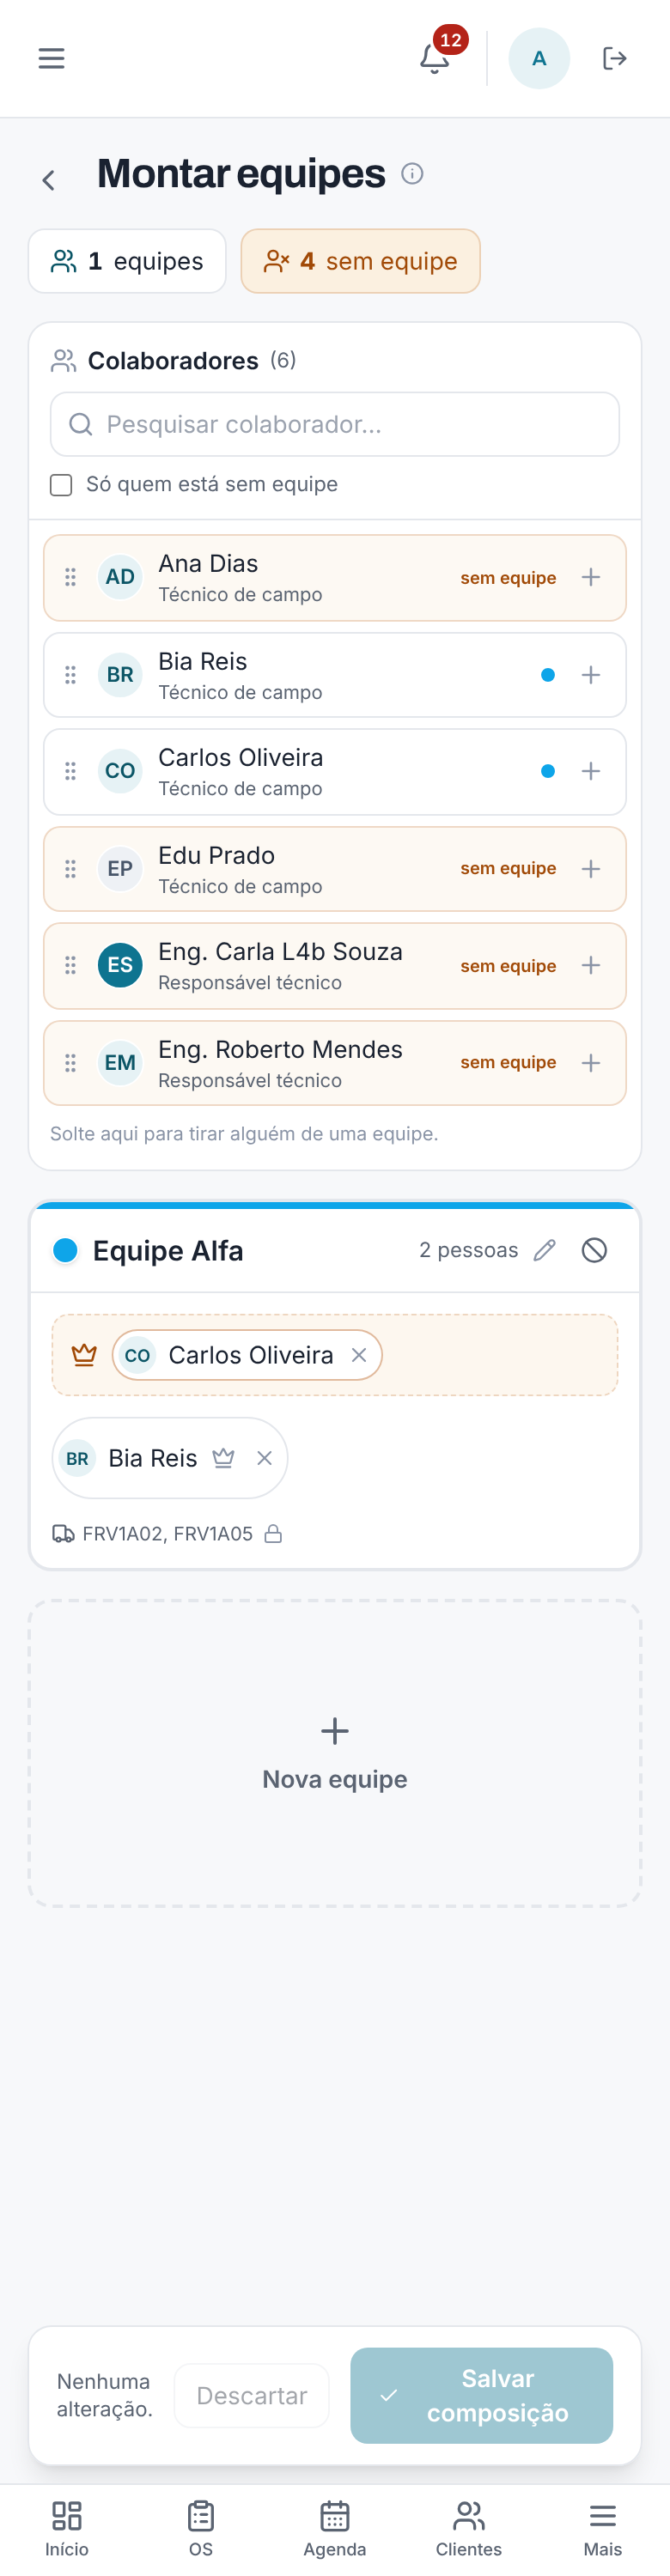 12
A
Montar equipes
1 equipes
4 sem equipe
Colaboradores (6)
Pesquisar colaborador...
Só quem está sem equipe
AD
Ana Dias
Técnico de campo
sem equipe
BR
Bia Reis
Técnico de campo
CO
Carlos Oliveira
Técnico de campo
EP
Edu Prado
Técnico de campo
sem equipe
ES
Eng. Carla L4b Souza
Responsável técnico
sem equipe
EM
Eng. Roberto Mendes
Responsável técnico
sem equipe
Solte aqui para tirar alguém de uma equipe.
Equipe Alfa
2 pessoas
CO Carlos Oliveira
BR Bia Reis
FRV1A02, FRV1A05
Nova equipe
Nenhuma
alteração.
Descartar
Salvar
composição
Início
OS
Agenda
Clientes
Mais